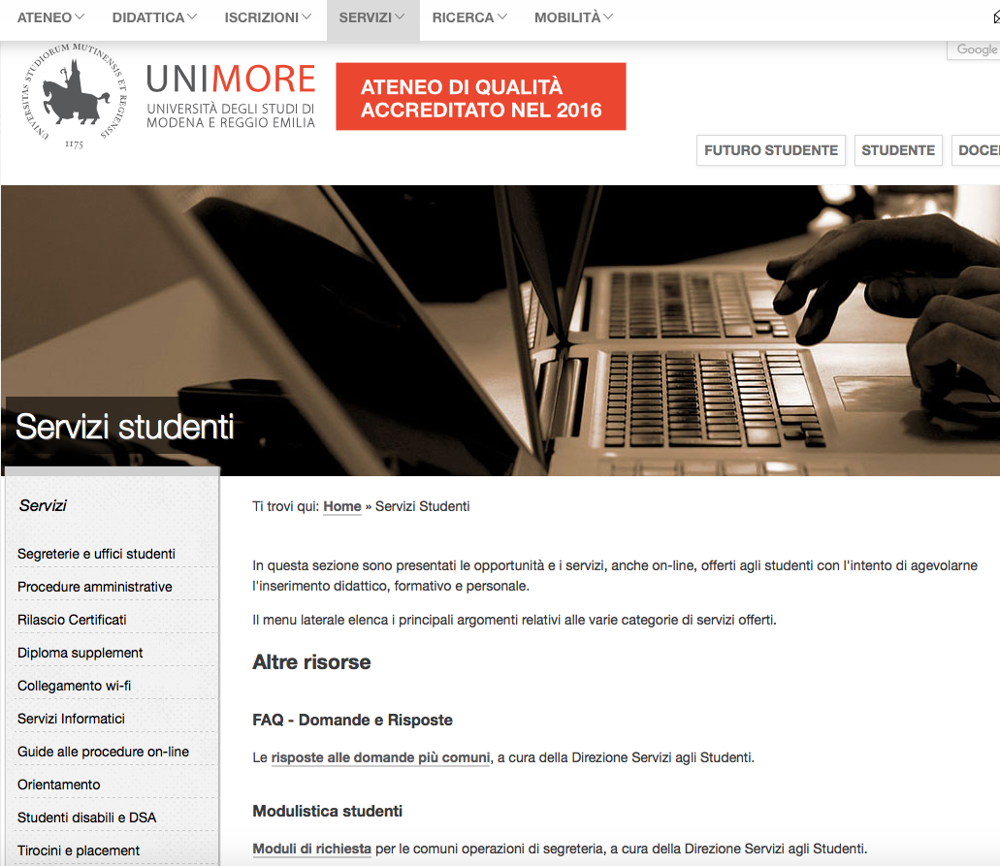 ATENEO DIDATTICA ISCRIZIONI SERVIZI RICERCA MOBILITÀ
Google
UNIVERSITAS STUDIORUM MUTINENSIS ET REGIENSIS
1175
UNIMORE
UNIVERSITÀ DEGLI STUDI DI
MODENA E REGGIO EMILIA
ATENEO DI QUALITÀ
ACCREDITATO NEL 2016
FUTURO STUDENTE STUDENTE DOCE
Servizi studenti
Servizi
Segreterie e uffici studenti
Procedure amministrative
Rilascio Certificati
Diploma supplement
Collegamento wi-fi
Servizi Informatici
Guide alle procedure on-line
Orientamento
Studenti disabili e DSA
Tirocini e placement
Ti trovi qui: Home » Servizi Studenti
In questa sezione sono presentati le opportunità e i servizi, anche on-line, offerti agli studenti con l'intento di agevolarne
l'inserimento didattico, formativo e personale.
Il menu laterale elenca i principali argomenti relativi alle varie categorie di servizi offerti.
Altre risorse
FAQ - Domande e Risposte
Le risposte alle domande più comuni, a cura della Direzione Servizi agli Studenti.
Modulistica studenti
Moduli di richiesta per le comuni operazioni di segreteria, a cura della Direzione Servizi agli Studenti.